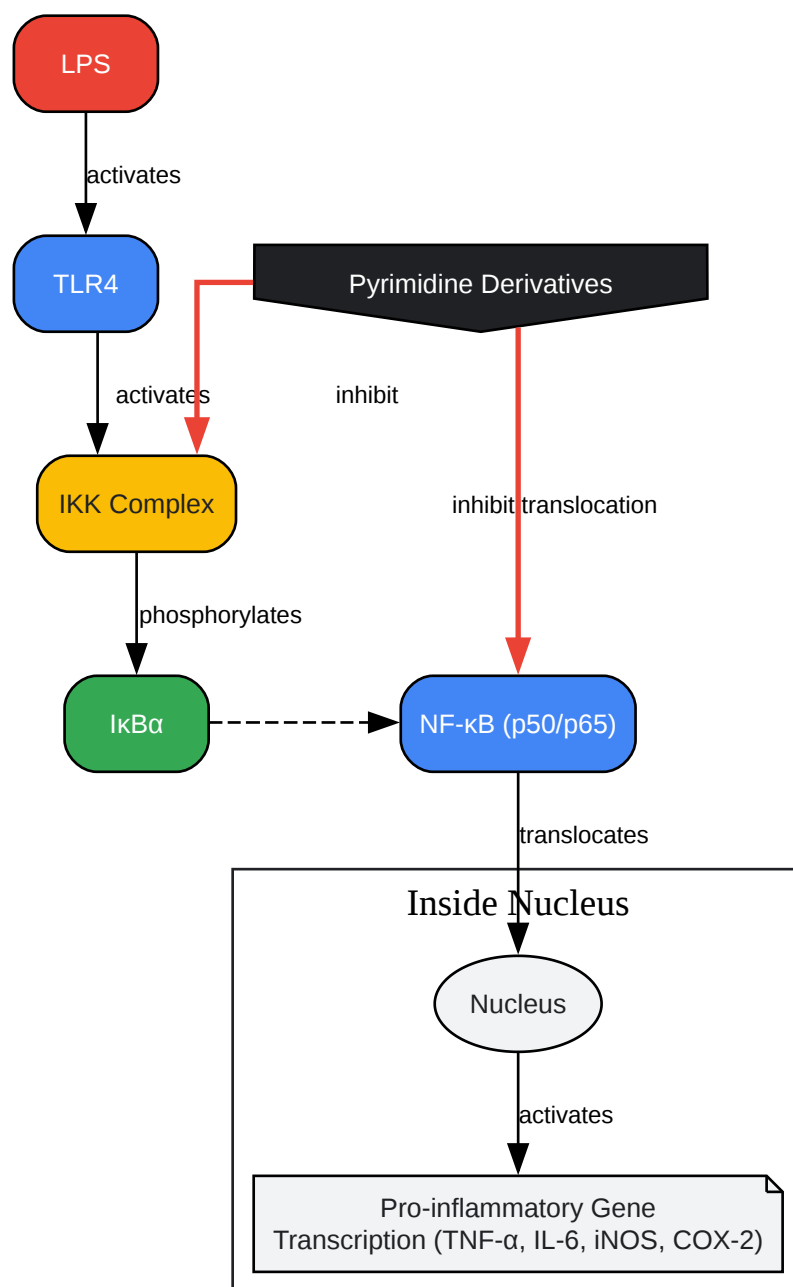 LPS
activates
TLR4
Pyrimidine Derivatives
activates
inhibit
IKK Complex
inhibit translocation
phosphorylates
IκBα
NF-κB (p50/p65)
translocates
Inside Nucleus
Nucleus
activates
Pro-inflammatory Gene
Transcription (TNF-α, IL-6, iNOS, COX-2)